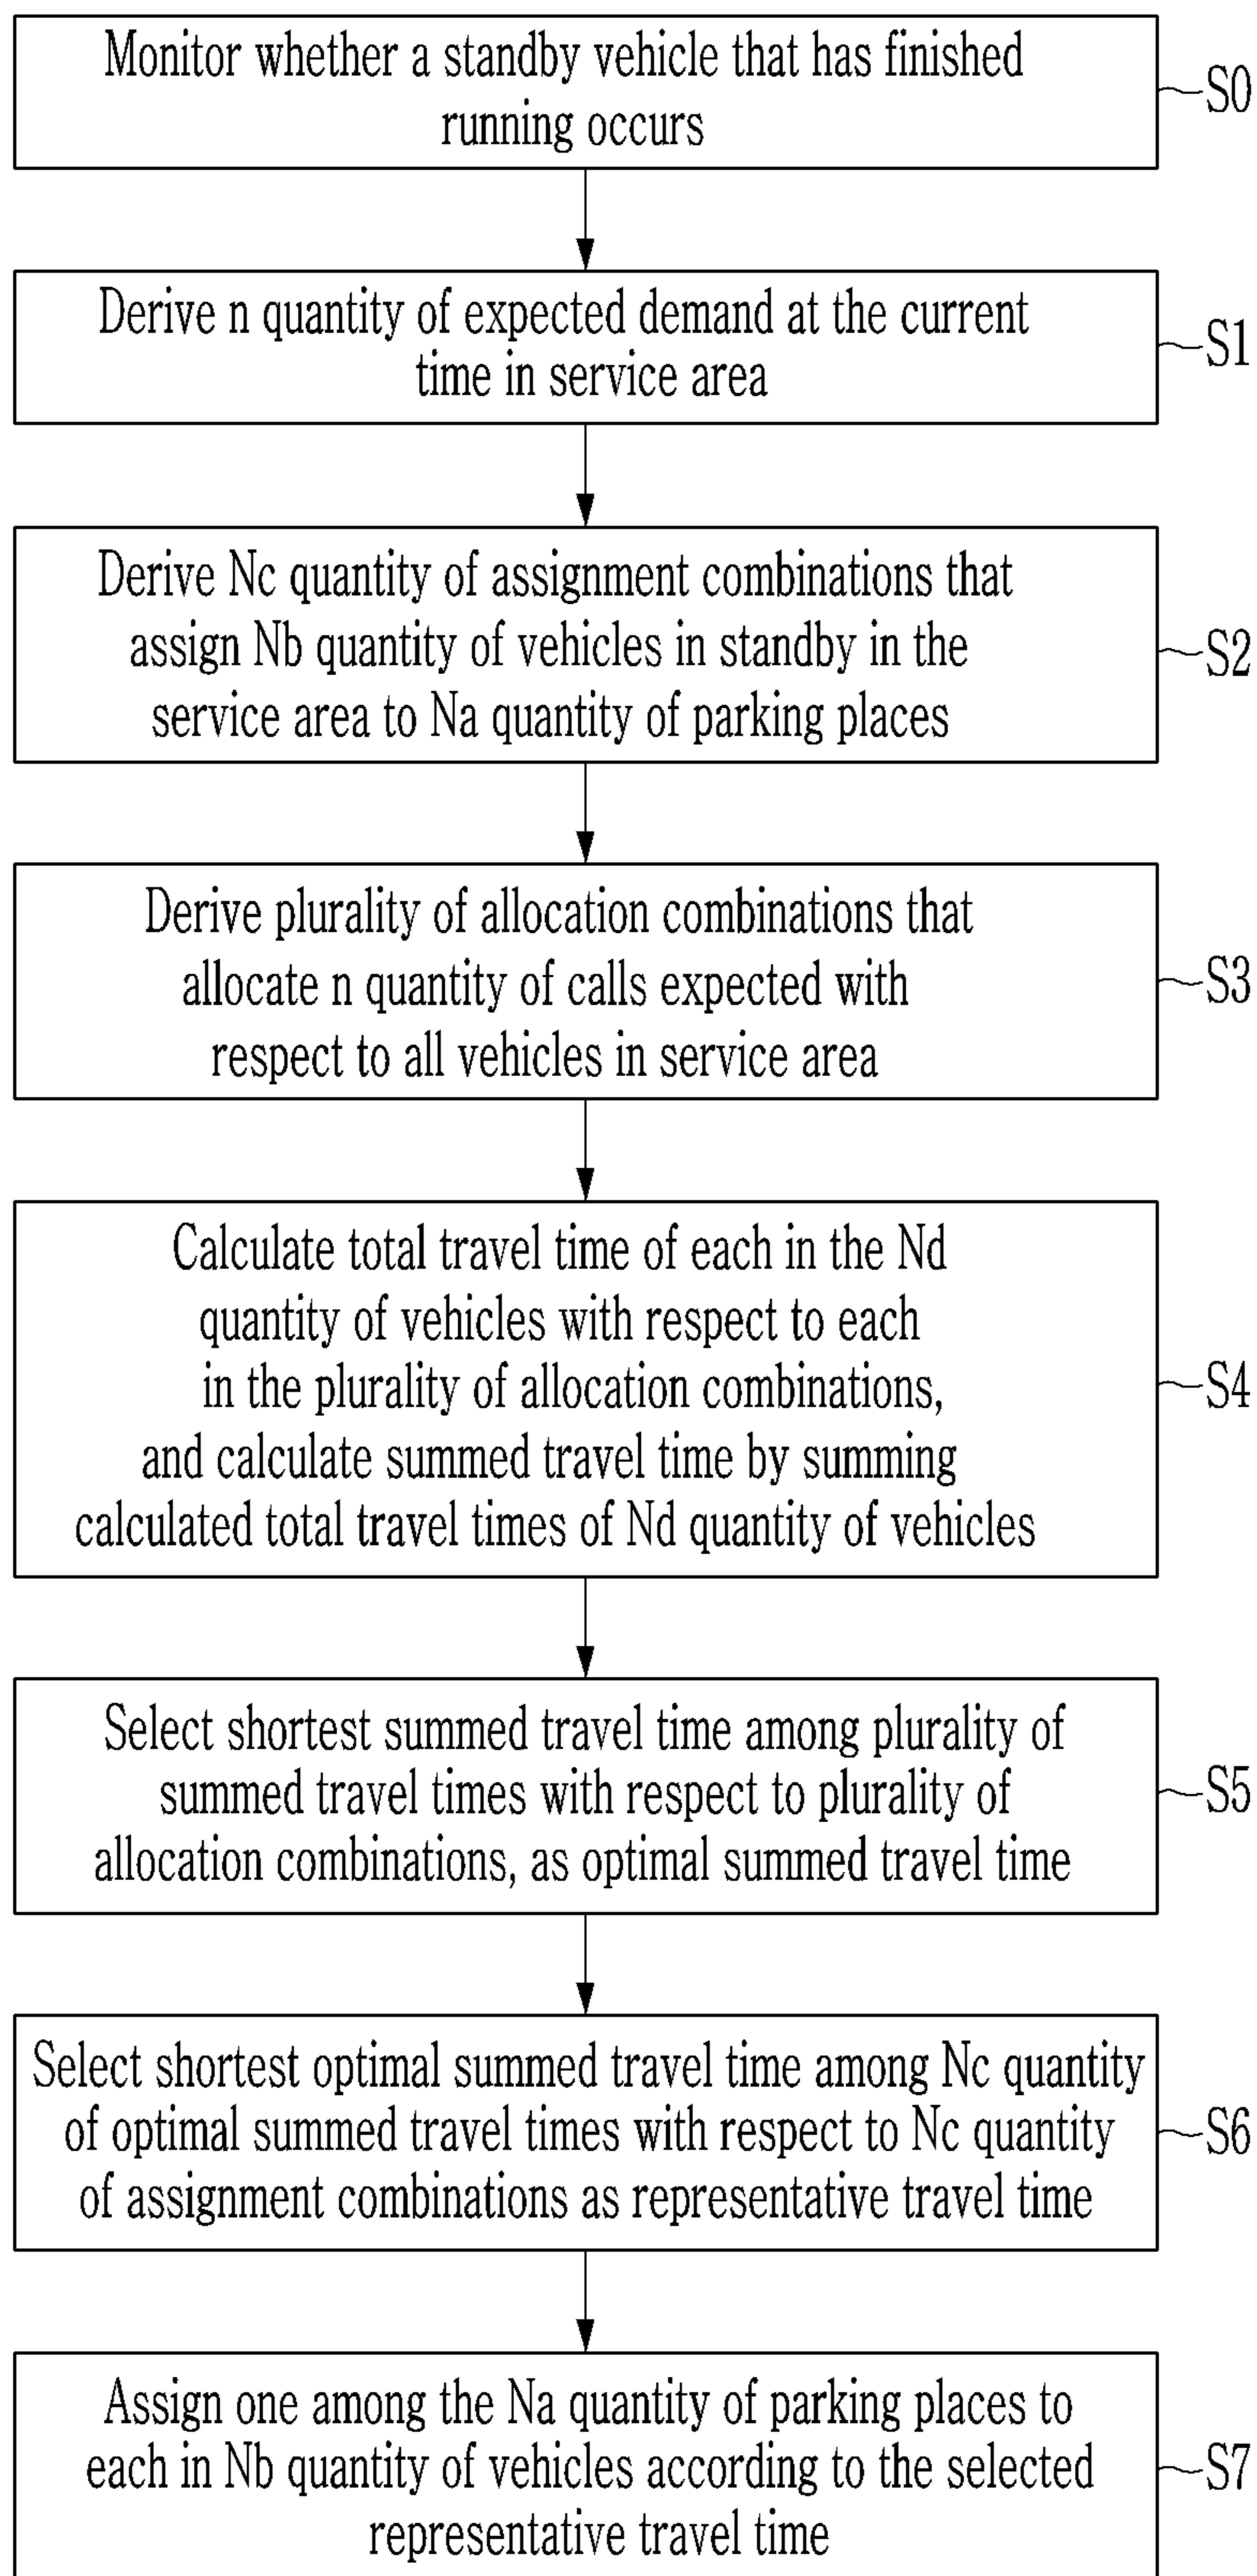 Monitor whether a standby vehicle that has finished
running occurs
S0
Derive n quantity of expected demand at the current
time in service area
S1
Derive Nc quantity of assignment combinations that
assign Nb quantity of vehicles in standby in the
service area to Na quantity of parking places
S2
Derive plurality of allocation combinations that
allocate n quantity of calls expected with
respect to all vehicles in service area
S3
Calculate total travel time of each in the Nd
quantity of vehicles with respect to each
in the plurality of allocation combinations,
and calculate summed travel time by summing
calculated total travel times of Nd quantity of vehicles
S4
Select shortest summed travel time among plurality of
summed travel times with respect to plurality of
allocation combinations, as optimal summed travel time
S5
Select shortest optimal summed travel time among Nc quantity
of optimal summed travel times with respect to Nc quantity
of assignment combinations as representative travel time
S6
Assign one among the Na quantity of parking places to
each in Nb quantity of vehicles according to the selected
representative travel time
S7